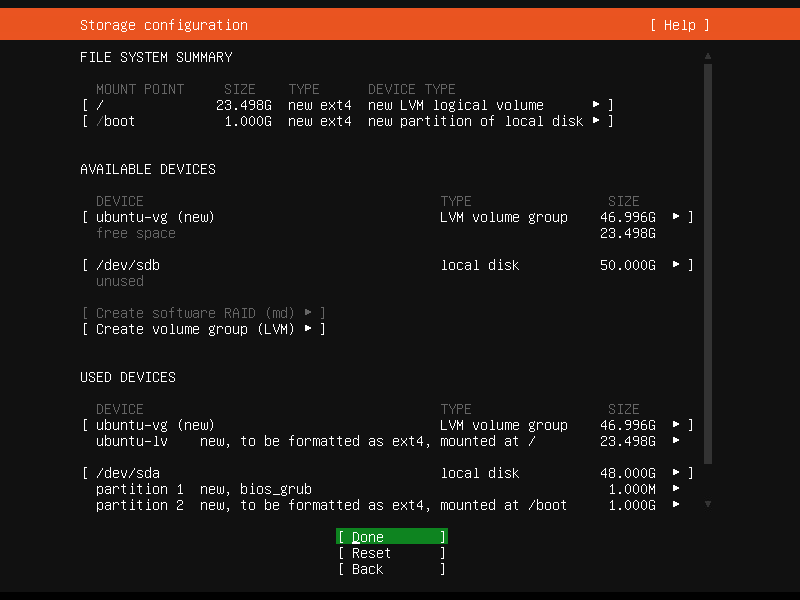 Storage configuration [ Help ]
FILE SYSTEM SUMMARY
MOUNT POINT SIZE TYPE DEVICE TYPE
[ / 23.498G new ext4 new LVM logical volume ▸ ]
[ /boot 1.000G new ext4 new partition of local disk ▸ ]
AVAILABLE DEVICES
DEVICE TYPE SIZE
[ ubuntu-vg (new) LVM volume group 46.996G ▸ ]
free space 23.498G
[ /dev/sdb local disk 50.000G ▸ ]
unused
[ Create software RAID (md) ▸ ]
[ Create volume group (LVM) ▸ ]
USED DEVICES
DEVICE TYPE SIZE
[ ubuntu-vg (new) LVM volume group 46.996G ▸ ]
ubuntu-lv new, to be formatted as ext4, mounted at / 23.498G ▸
[ /dev/sda local disk 48.000G ▸ ]
partition 1 new, bios_grub 1.000M ▸
partition 2 new, to be formatted as ext4, mounted at /boot 1.000G ▸
[ Done ]
[ Reset ]
[ Back ]